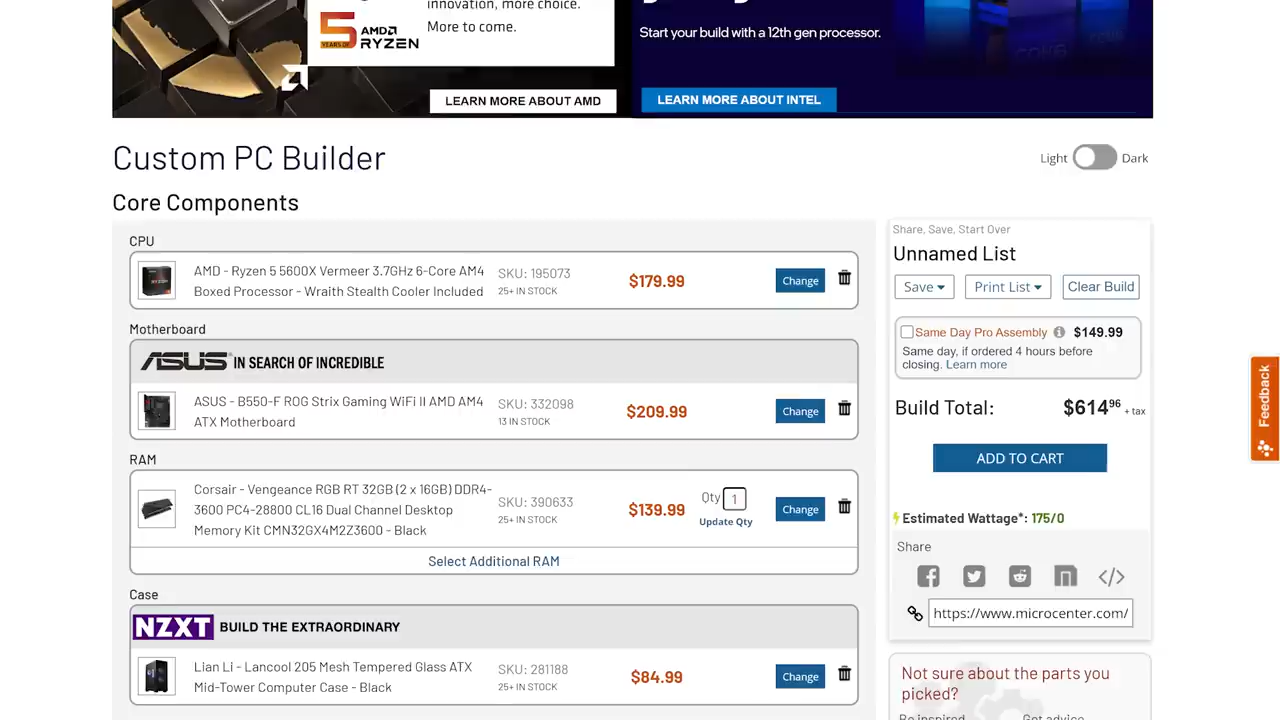 innovation, more choice.
More to come.
5
YEARS OF
AMD
RYZEN
LEARN MORE ABOUT AMD
Start your build with a 12th gen processor.
LEARN MORE ABOUT INTEL
Custom PC Builder
Light
Dark
Core Components
CPU
AMD - Ryzen 5 5600X Vermeer 3.7GHz 6-Core AM4
Boxed Processor - Wraith Stealth Cooler Included
SKU: 195073
25+ IN STOCK
$179.99
Change
Motherboard
ASUS IN SEARCH OF INCREDIBLE
ASUS - B550-F ROG Strix Gaming WiFi II AMD AM4
ATX Motherboard
SKU: 332098
13 IN STOCK
$209.99
Change
RAM
Corsair - Vengeance RGB RT 32GB (2 x 16GB) DDR4-
3600 PC4-28800 CL16 Dual Channel Desktop
Memory Kit CMN32GX4M2Z3600 - Black
SKU: 390633
25+ IN STOCK
$139.99
Qty 1
Update Qty
Change
Select Additional RAM
Case
NZXT BUILD THE EXTRAORDINARY
Lian Li - Lancool 205 Mesh Tempered Glass ATX
Mid-Tower Computer Case - Black
SKU: 281188
25+ IN STOCK
$84.99
Change
Share, Save, Start Over
Unnamed List
Save
Print List
Clear Build
Same Day Pro Assembly $149.99
Same day, if ordered 4 hours before
closing. Learn more
Build Total: $614 96 + tax
ADD TO CART
Estimated Wattage*: 175/0
Share
https://www.microcenter.com/
Not sure about the parts you
picked?
Be inspired
Get advice
Feedback